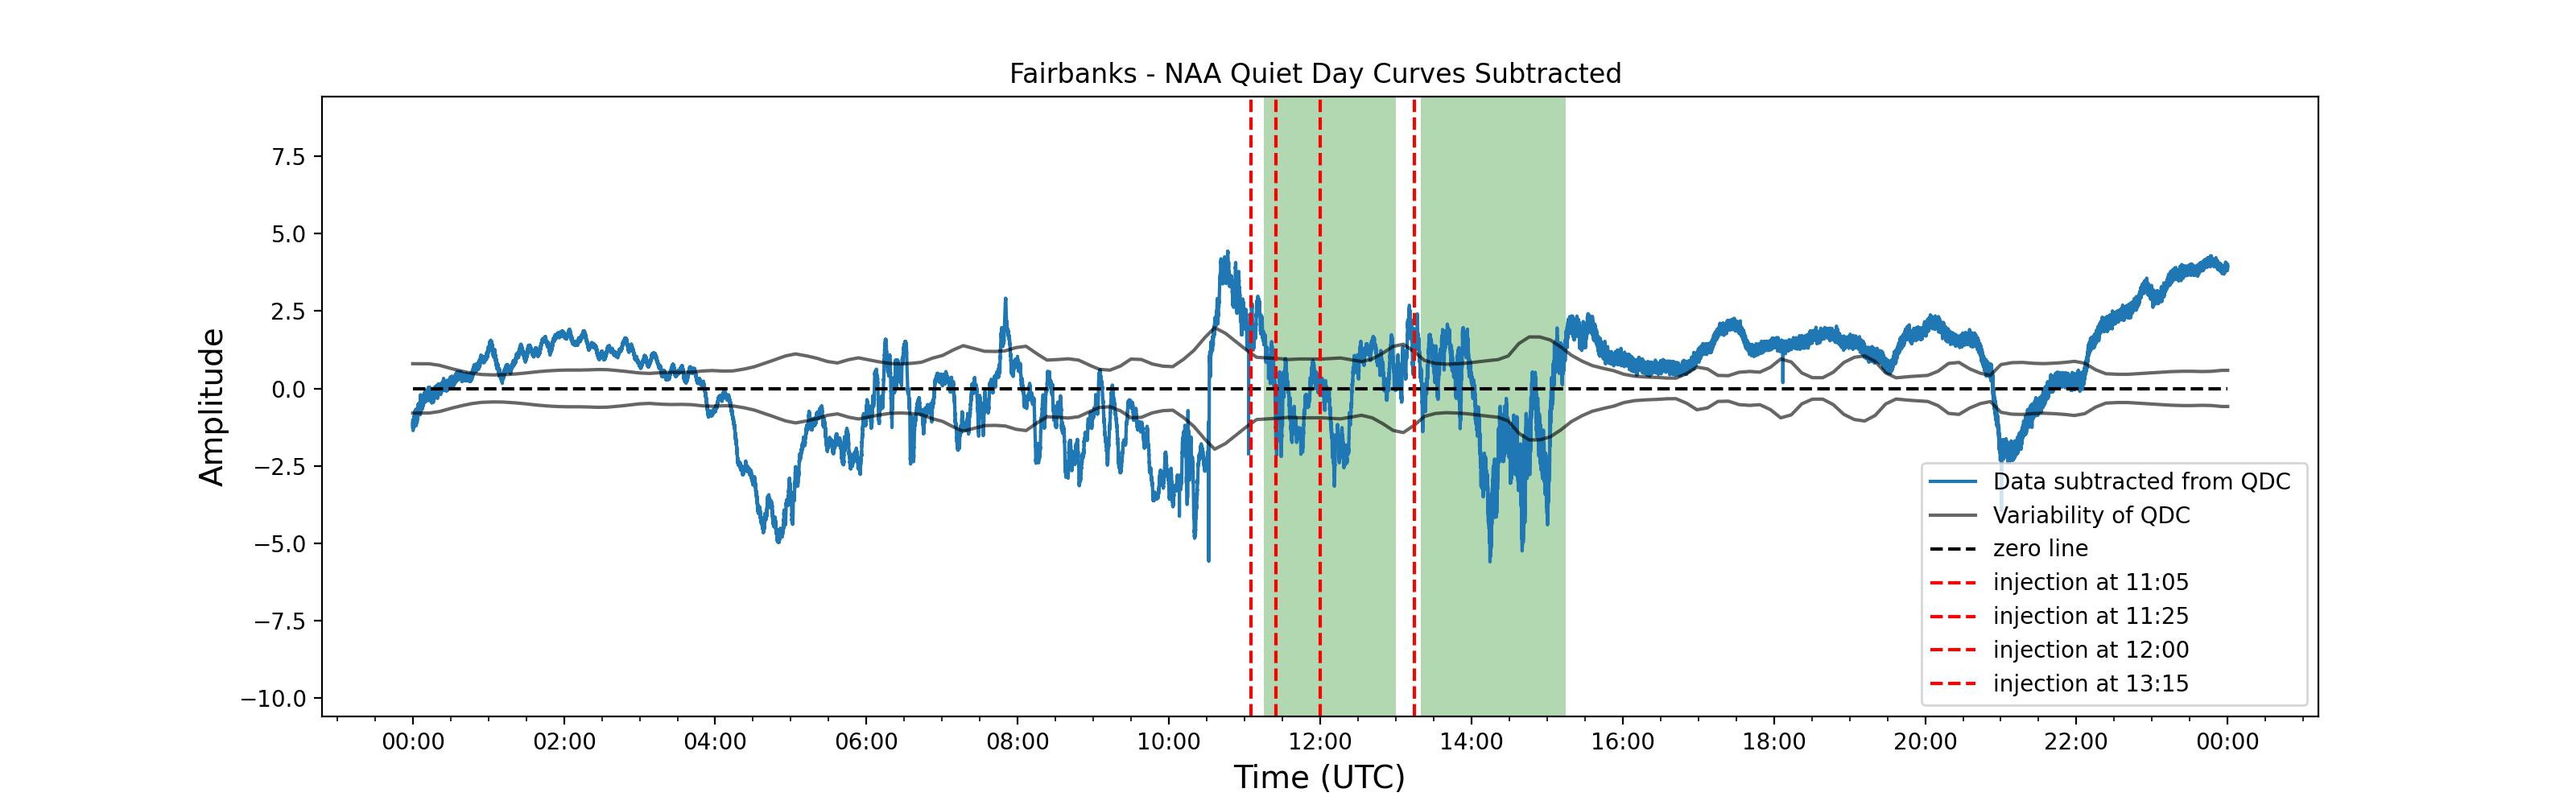 Fairbanks - NAA Quiet Day Curves Subtracted
Amplitude
7.5
5.0
2.5
0.0
−2.5
−5.0
−7.5
−10.0
Data subtracted from QDC
Variability of QDC
zero line
injection at 11:05
injection at 11:25
injection at 12:00
injection at 13:15
00:00 02:00 04:00 06:00 08:00 10:00 12:00 14:00 16:00 18:00 20:00 22:00 00:00
Time (UTC)